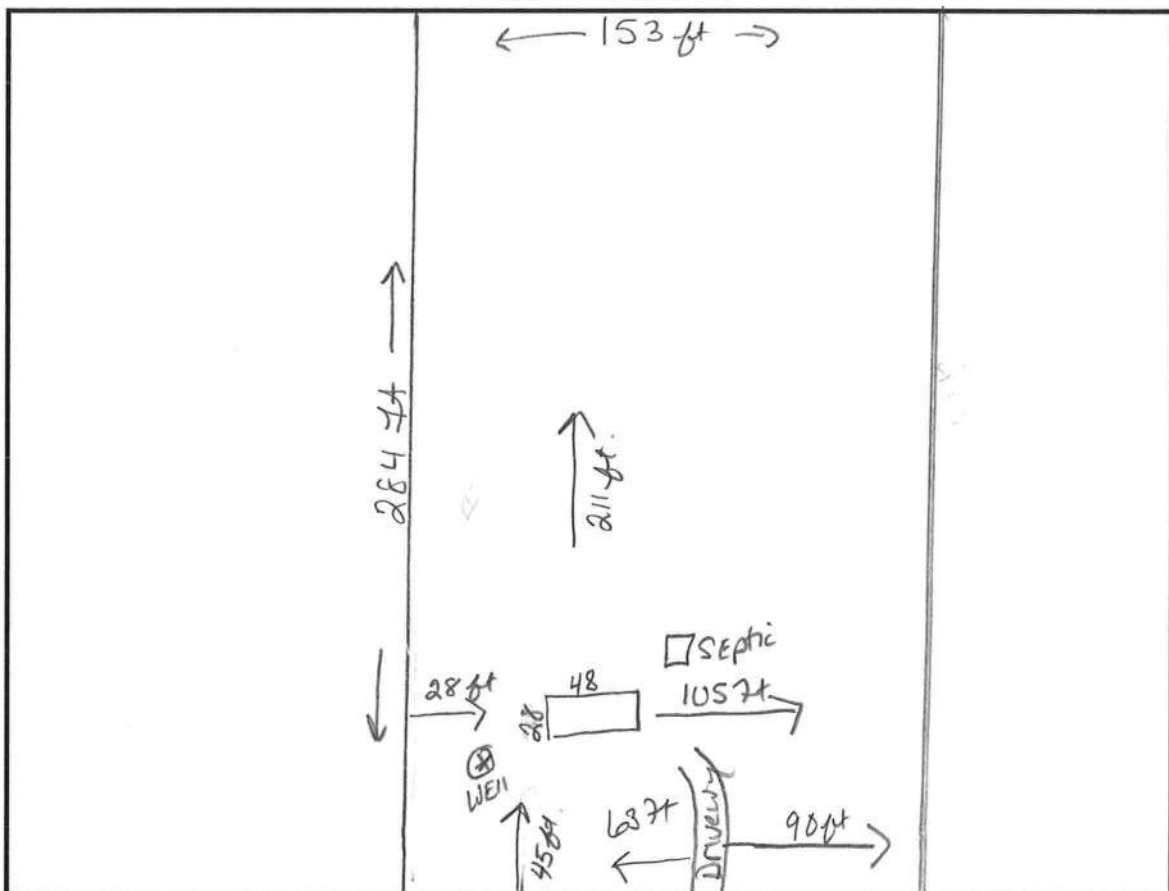 153 ft
284 ft
211 ft.
SEptic
28 ft
48
105 ft
28
WEll
45 ft.
63 ft
Driveway
90 ft